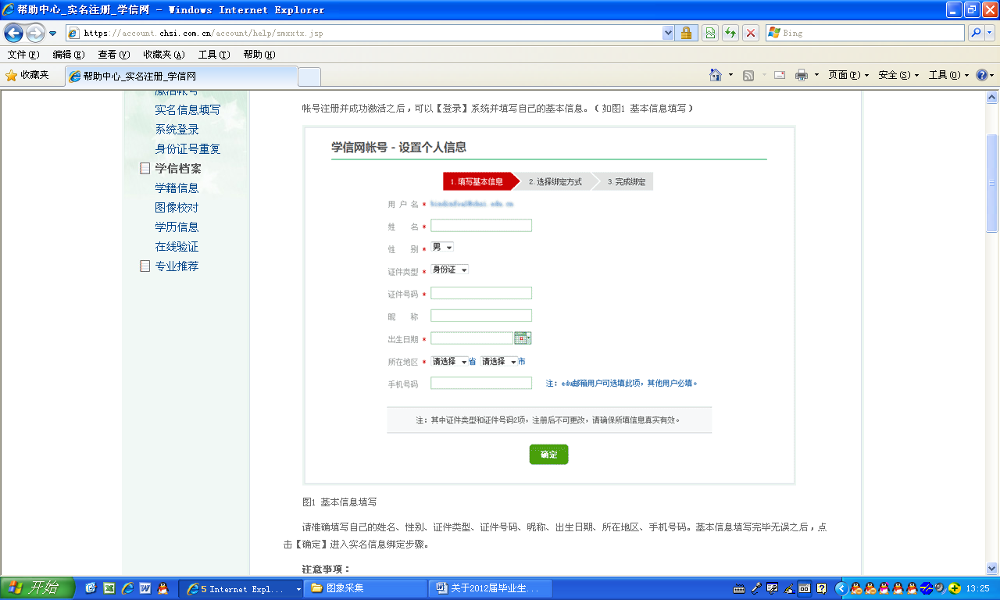 帮助中心_实名注册_学信网 - Windows Internet Explorer
https://account.chsi.com.cn/account/help/smxxtx.jsp
Bing
文件(F) 编辑(E) 查看(V) 收藏夹(A) 工具(T) 帮助(H)
收藏夹
帮助中心_实名注册_学信网
页面(P) 安全(S) 工具(O)
激活帐号
实名信息填写
系统登录
身份证号重复
学信档案
学籍信息
图像校对
学历信息
在线验证
专业推荐
帐号注册并成功激活之后，可以【登录】系统并填写自己的基本信息。（如图1 基本信息填写）
学信网帐号 - 设置个人信息
1.填写基本信息 2.选择绑定方式 3.完成绑定
用 户 名 *
姓 名 *
性 别 * 男
证件类型 * 身份证
证件号码 *
昵 称
出生日期 *
所在地区 * 请选择 省 请选择 市
手机号码 注：edu邮箱用户可选填此项，其他用户必填。
注：其中证件类型和证件号码2项，注册后不可更改，请确保所填信息真实有效。
确定
图1 基本信息填写
请准确填写自己的姓名、性别、证件类型、证件号码、昵称、出生日期、所在地区、手机号码。基本信息填写完毕无误之后，点
击【确定】进入实名信息绑定步骤。
注意事项：
开始
5 Internet Expl...
图象采集
关于2012届毕业生...
13:25